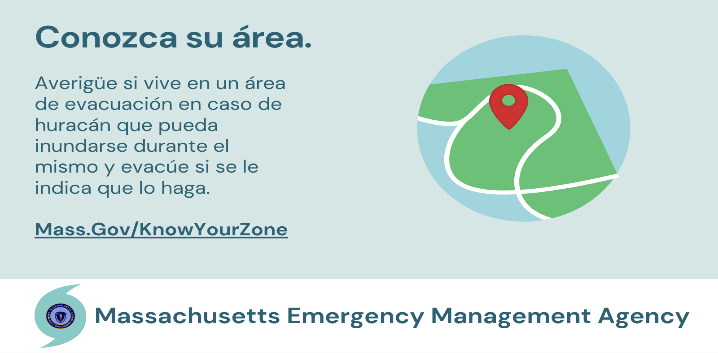 Conozca su área.
Averigüe si vive en un área
de evacuación en caso de
huracán que pueda
inundarse durante el
mismo y evacúe si se le
indica que lo haga.
Mass.Gov/KnowYourZone
Massachusetts Emergency Management Agency